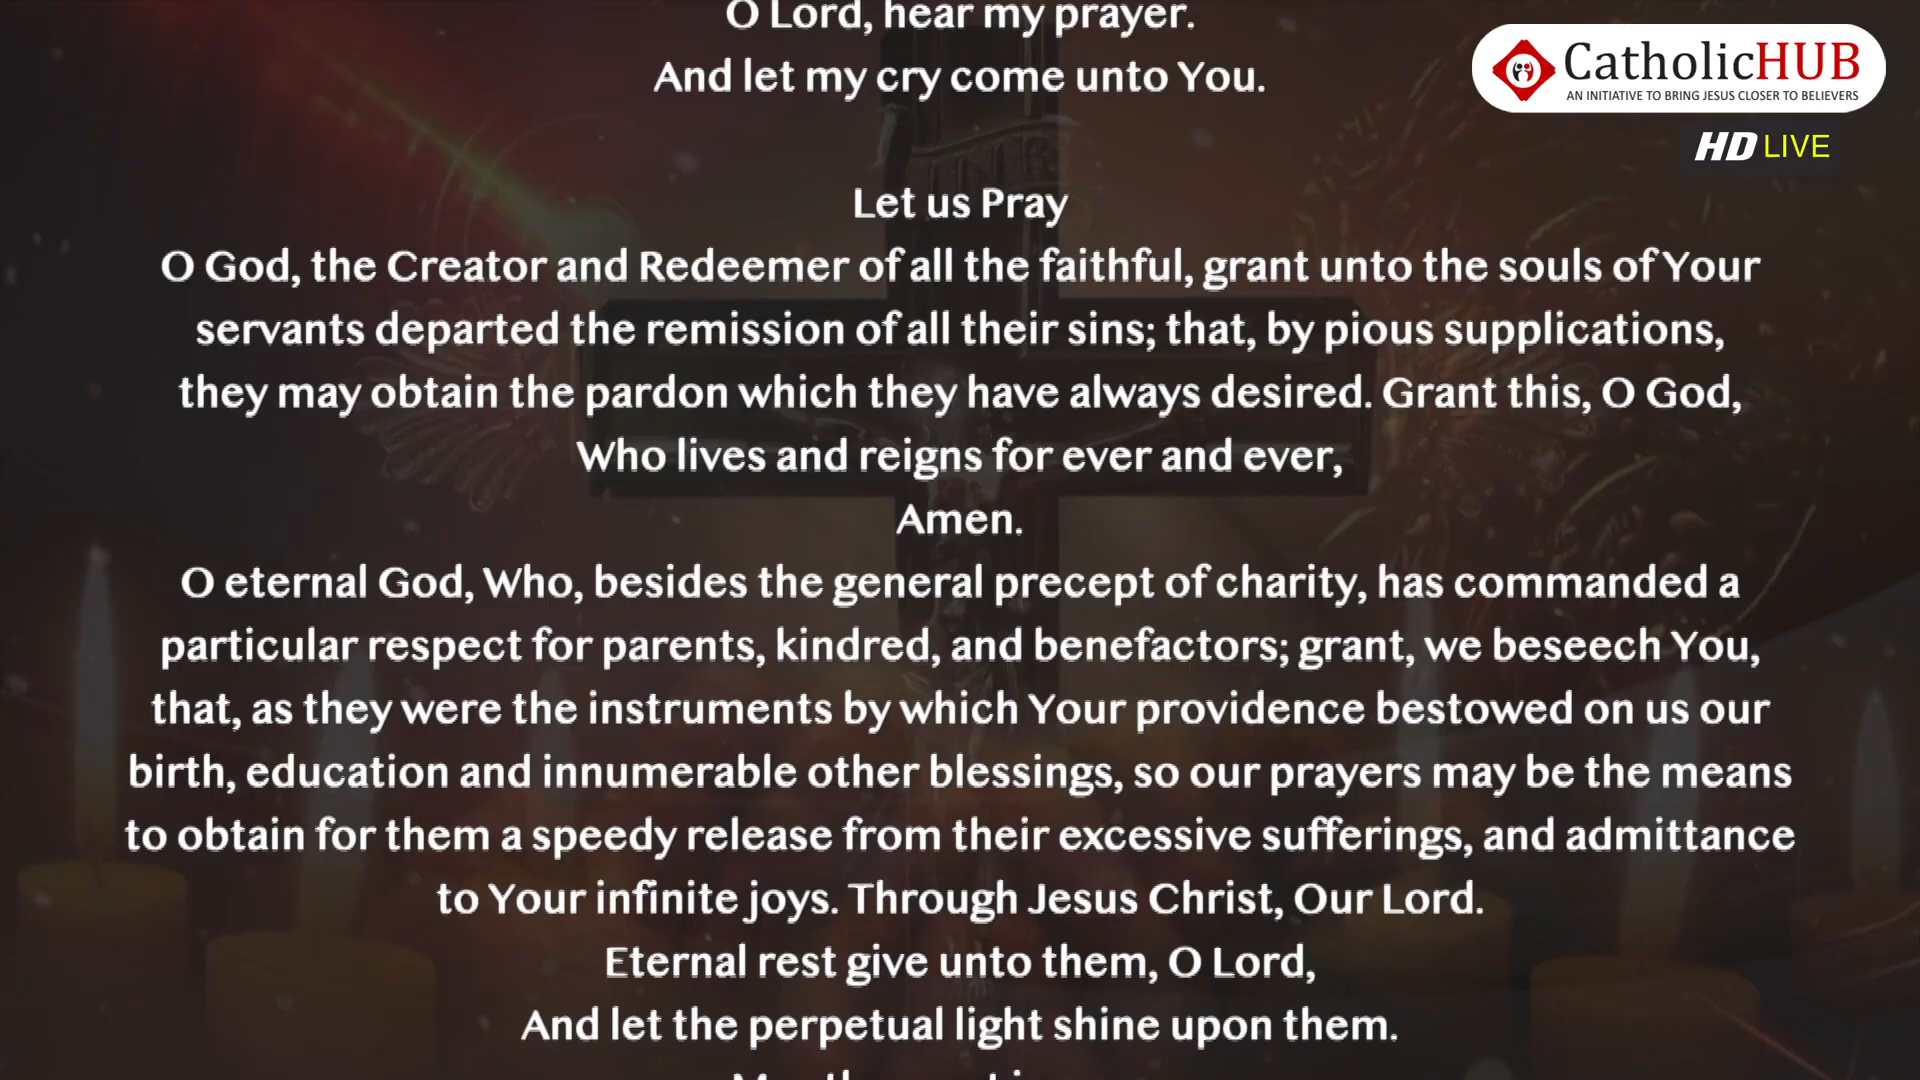 O Lord, hear my prayer.
And let my cry come unto You.
CatholicHUB
AN INITIATIVE TO BRING JESUS CLOSER TO BELIEVERS
HD LIVE
Let us Pray
O God, the Creator and Redeemer of all the faithful, grant unto the souls of Your
servants departed the remission of all their sins; that, by pious supplications,
they may obtain the pardon which they have always desired. Grant this, O God,
Who lives and reigns for ever and ever,
Amen.
O eternal God, Who, besides the general precept of charity, has commanded a
particular respect for parents, kindred, and benefactors; grant, we beseech You,
that, as they were the instruments by which Your providence bestowed on us our
birth, education and innumerable other blessings, so our prayers may be the means
to obtain for them a speedy release from their excessive sufferings, and admittance
to Your infinite joys. Through Jesus Christ, Our Lord.
Eternal rest give unto them, O Lord,
And let the perpetual light shine upon them.